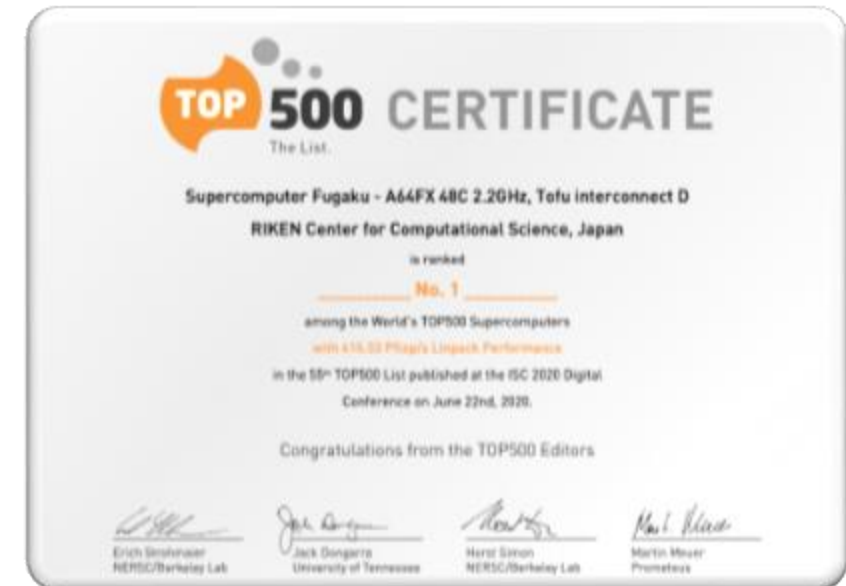 TOP 500 CERTIFICATE
The List.
Supercomputer Fugaku - A64FX 48C 2.2GHz, Tofu interconnect D
RIKEN Center for Computational Science, Japan
is ranked
No. 1
among the World's TOP500 Supercomputers
with 415.53 PFlop/s Linpack Performance
in the 55th TOP500 List published at the ISC 2020 Digital
Conference on June 22nd, 2020.
Congratulations from the TOP500 Editors
Erich Strohmaier
NERSC/Berkeley Lab
Jack Dongarra
University of Tennessee
Horst Simon
NERSC/Berkeley Lab
Martin Meuer
Prometeus